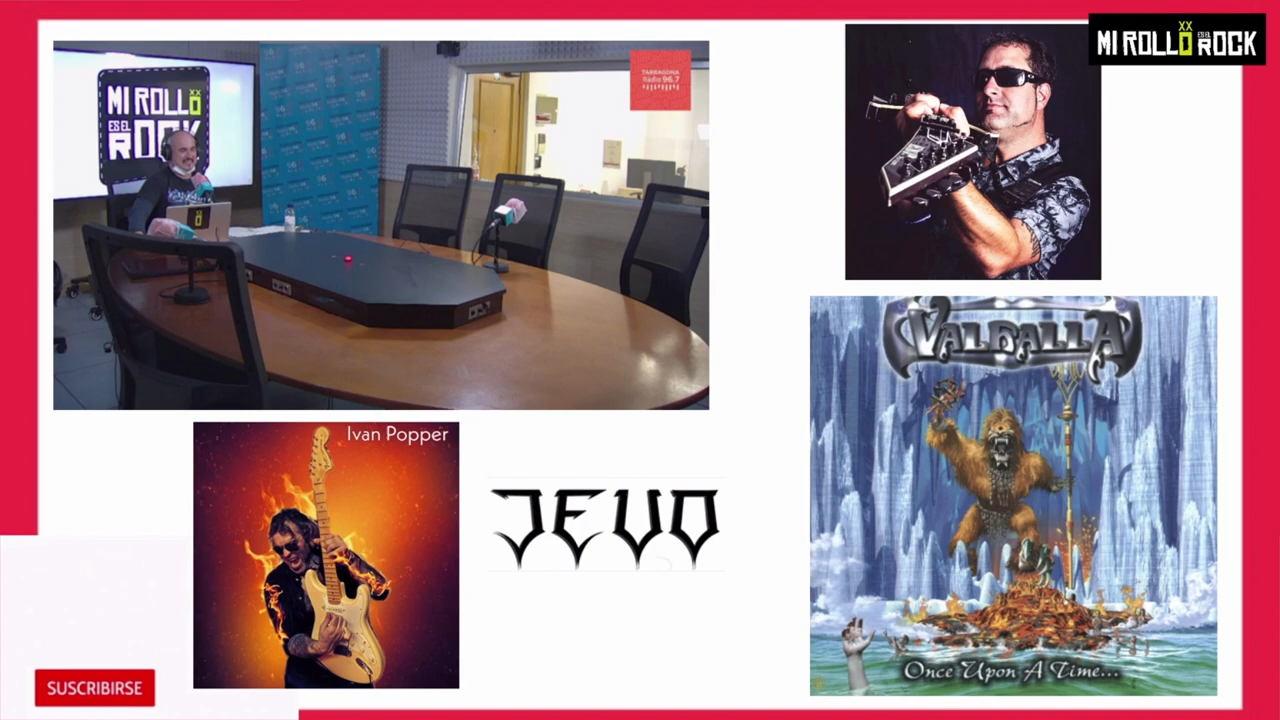 MI ROLLO ES EL ROCK
MI ROLLO
ES EL
ROCK
TARRAGONA
Ràdio 96.7
VALHALLA
Ivan Popper
JEVO
Once Upon A Time...
SUSCRIBIRSE